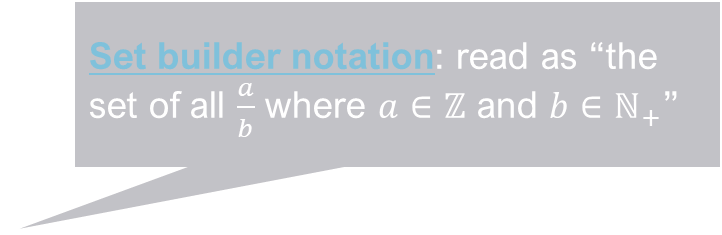 Set builder notation: read as “the
set of all a/b where a ∈ ℤ and b ∈ ℕ₊”